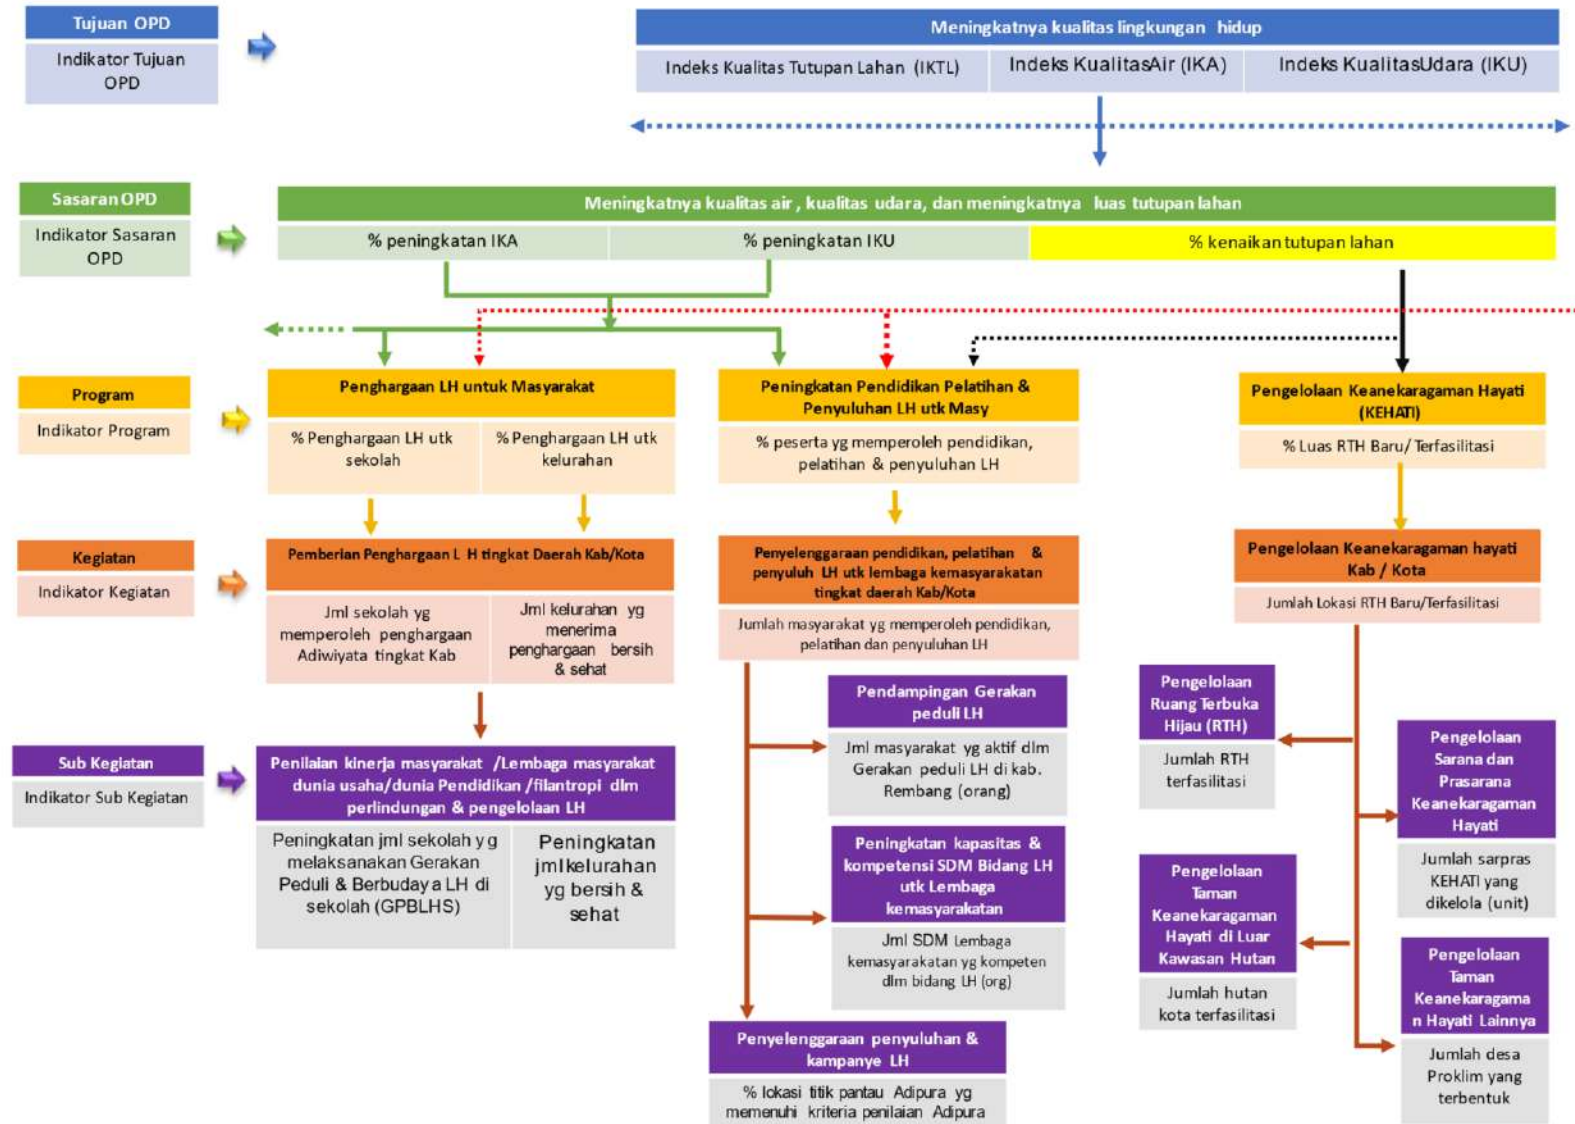 Tujuan OPD
Indikator Tujuan
OPD
Meningkatnya kualitas lingkungan hidup
Indeks Kualitas Tutupan Lahan (IKTL)
Indeks KualitasAir (IKA)
Indeks KualitasUdara (IKU)
Sasaran OPD
Indikator Sasaran
OPD
Meningkatnya kualitas air , kualitas udara, dan meningkatnya luas tutupan lahan
% peningkatan IKA
% peningkatan IKU
% kenaikan tutupan lahan
Program
Indikator Program
Penghargaan LH untuk Masyarakat
% Penghargaan LH utk
sekolah
% Penghargaan LH utk
kelurahan
Peningkatan Pendidikan Pelatihan &
Penyuluhan LH utk Masy
% peserta yg memperoleh pendidikan,
pelatihan & penyuluhan LH
Pengelolaan Keanekaragaman Hayati
(KEHATI)
% Luas RTH Baru/ Terfasilitasi
Kegiatan
Indikator Kegiatan
Pemberian Penghargaan L H tingkat Daerah Kab/Kota
Jml sekolah yg
memperoleh penghargaan
Adiwiyata tingkat Kab
Jml kelurahan yg
menerima
penghargaan bersih
& sehat
Penyelenggaraan pendidikan, pelatihan &
penyuluh LH utk lembaga kemasyarakatan
tingkat daerah Kab/Kota
Jumlah masyarakat yg memperoleh pendidikan,
pelatihan dan penyuluhan LH
Pengelolaan Keanekaragaman hayati
Kab / Kota
Jumlah Lokasi RTH Baru/Terfasilitasi
Sub Kegiatan
Indikator Sub Kegiatan
Penilaian kinerja masyarakat /Lembaga masyarakat
dunia usaha/dunia Pendidikan /filantropi dlm
perlindungan & pengelolaan LH
Peningkatan jml sekolah yg
melaksanakan Gerakan
Peduli & Berbudaya LH di
sekolah (GPBLHS)
Peningkatan
jmlkelurahan
yg bersih &
sehat
Pendampingan Gerakan
peduli LH
Jml masyarakat yg aktif dlm
Gerakan peduli LH di kab.
Rembang (orang)
Peningkatan kapasitas &
kompetensi SDM Bidang LH
utk Lembaga
kemasyarakatan
Jml SDM Lembaga
kemasyarakatan yg kompeten
dlm bidang LH (org)
Penyelenggaraan penyuluhan &
kampanye LH
% lokasi titik pantau Adipura yg
memenuhi kriteria penilaian Adipura
Pengelolaan
Ruang Terbuka
Hijau (RTH)
Jumlah RTH
terfasilitasi
Pengelolaan
Sarana dan
Prasarana
Keanekaragaman
Hayati
Jumlah sarpras
KEHATI yang
dikelola (unit)
Pengelolaan
Taman
Keanekaragaman
Hayati di Luar
Kawasan Hutan
Jumlah hutan
kota terfasilitasi
Pengelolaan
Taman
Keanekaragama
n Hayati Lainnya
Jumlah desa
Proklim yang
terbentuk